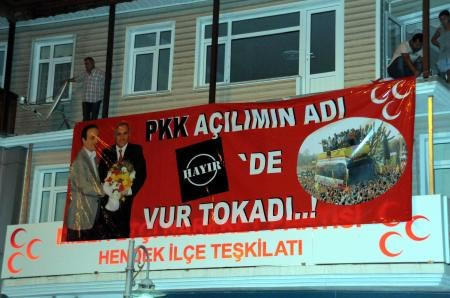 PKK AÇILIMIN ADI
HAYIR 'DE
VUR TOKADI..!
HENDEK İLÇE TEŞKİLATI